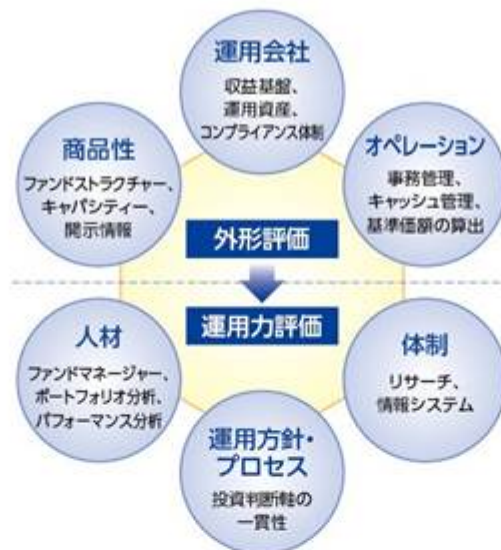 運用会社
収益基盤、
運用資産、
コンプライアンス体制
商品性
ファンドストラクチャー、
キャパシティー、
開示情報
オペレーション
事務管理、
キャッシュ管理、
基準価額の算出
外形評価
運用力評価
人材
ファンドマネージャー、
ポートフォリオ分析、
パフォーマンス分析
体制
リサーチ、
情報システム
運用方針・
プロセス
投資判断軸の
一貫性